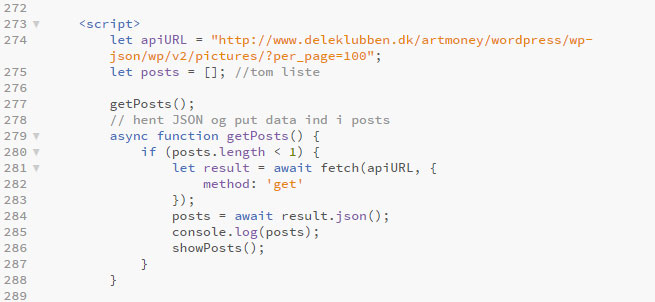 272
273 <script>
274 let apiURL = "http://www.deleklubben.dk/artmoney/wordpress/wp-
json/wp/v2/pictures/?per_page=100";
275 let posts = []; //tom liste
276
277 getPosts();
278 // hent JSON og put data ind i posts
279 async function getPosts() {
280 if (posts.length < 1) {
281 let result = await fetch(apiURL, {
282 method: 'get'
283 });
284 posts = await result.json();
285 console.log(posts);
286 showPosts();
287 }
288 }
289